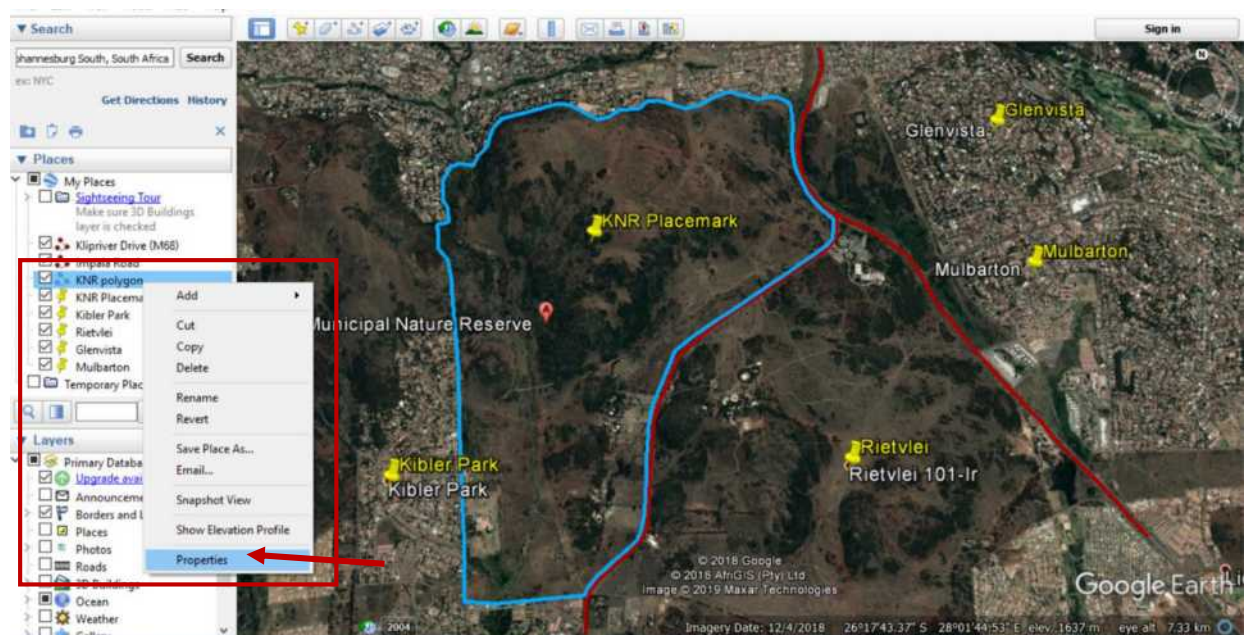 Search
Sign in
ohannesburg South, South Africa
Search
ex: NYC
Get Directions History
Places
My Places
Sightseeing Tour
Make sure 3D Buildings
layer is checked
Klipriver Drive (M68)
Impala Road
KNR polygon
KNR Placema
Kibler Park
Rietvlei
Glenvista
Mulbarton
Temporary Plac
Add
Cut
Copy
Delete
Rename
Revert
Save Place As...
Email...
Snapshot View
Show Elevation Profile
Properties
Layers
Primary Databa
Upgrade avai
Announceme
Borders and L
Places
Photos
Roads
3D Buildings
Ocean
Weather
Glenvista
Glenvista
KNR Placemark
Mulbarton
Mulbarton
Municipal Nature Reserve
A
N
Kibler Park
Kibler Park
Rietvlei
Rietvlei 101-Ir
© 2018 Google
© 2018 AfriGIS (Pty) Ltd
Image © 2019 Maxar Technologies
Google Earth
2004
Imagery Date: 12/4/2018 26°17'43.37" S 28°01'44.53" E elev 1637 m eye alt 7.33 km